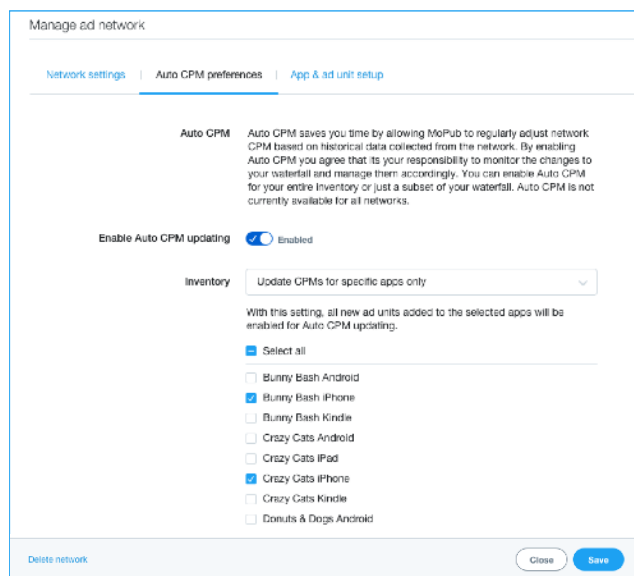 Manage ad network
Network settings | Auto CPM preferences | App & ad unit setup
Auto CPM
Auto CPM saves you time by allowing MoPub to regularly adjust network
CPM based on historical data collected from the network. By enabling
Auto CPM you agree that its your responsibility to monitor the changes to
your waterfall and manage them accordingly. You can enable Auto CPM
for your entire inventory or just a subset of your waterfall. Auto CPM is not
currently available for all networks.
Enable Auto CPM updating
Enabled
Inventory
Update CPMs for specific apps only
With this setting, all new ad units added to the selected apps will be
enabled for Auto CPM updating.
Select all
Bunny Bash Android
Bunny Bash iPhone
Bunny Bash Kindle
Crazy Cats Android
Crazy Cats iPad
Crazy Cats iPhone
Crazy Cats Kindle
Donuts & Dogs Android
Delete network
Close
Save